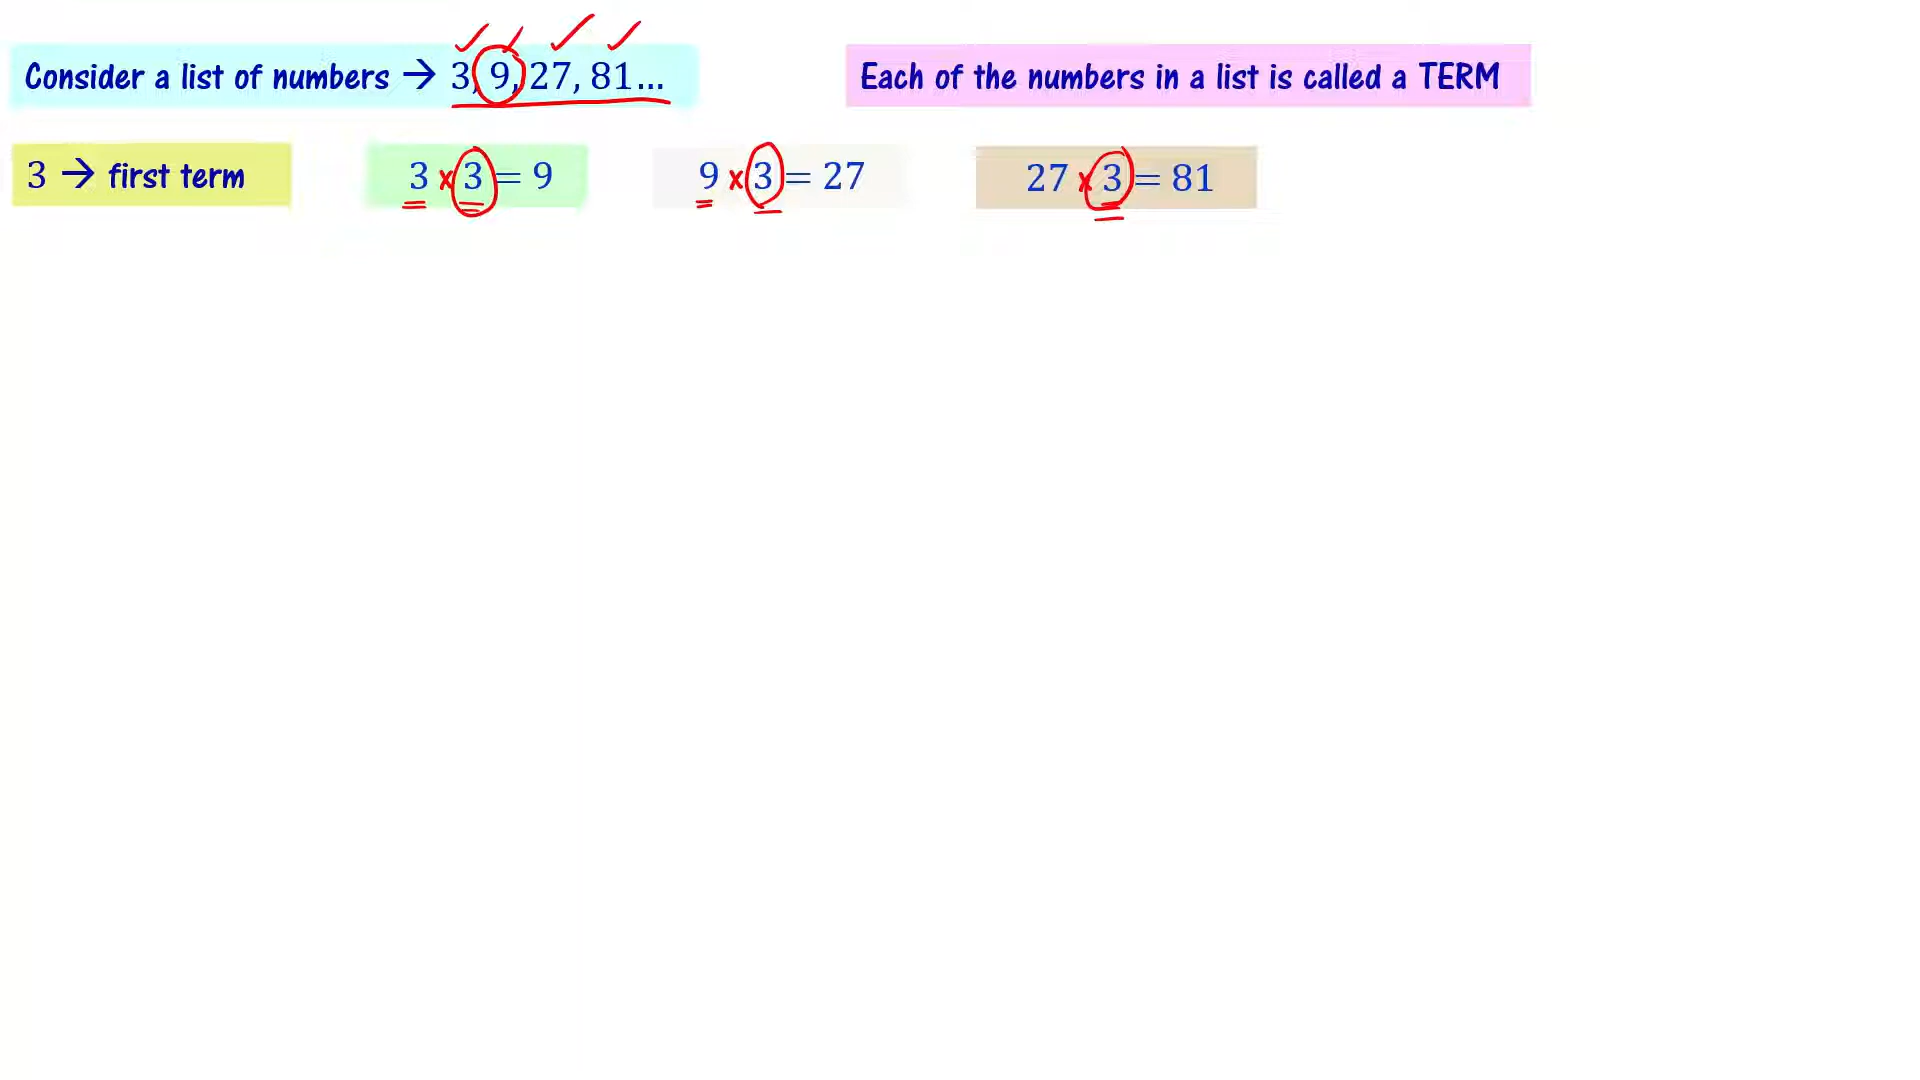 Consider a list of numbers → 3, 9, 27, 81...
Each of the numbers in a list is called a TERM
3 → first term
3 × 3 = 9
9 × 3 = 27
27 × 3 = 81